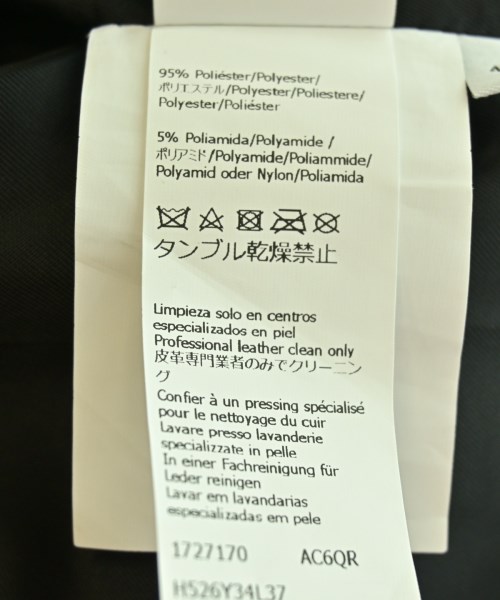 95% Poliéster/Polyester/
ポリエステル/Polyester/Poliestere/
Polyester/Poliéster
5% Poliamida/Polyamide /
ポリアミド/Polyamide/Poliammide/
Polyamid oder Nylon/Poliamida
タンブル乾燥禁止
Limpieza solo en centros
especializados en piel
Professional leather clean only
皮革専門業者のみでクリーニン
グ
Confier à un pressing spécialisé
pour le nettoyage du cuir
Lavare presso lavanderie
specializzate in pelle
In einer Fachreinigung für
Leder reinigen
Lavar em lavandarias
especializadas em pele
1727170 AC6QR
H526Y34L37